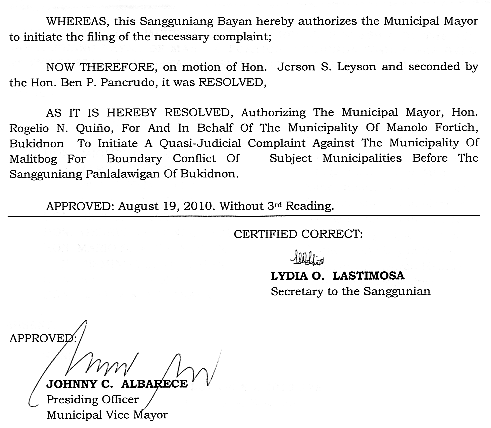 WHEREAS, this Sangguniang Bayan hereby authorizes the Municipal Mayor
to initiate the filing of the necessary complaint;
NOW THEREFORE, on motion of Hon. Jerson S. Leyson and seconded by
the Hon. Ben P. Pancrudo, it was RESOLVED,
AS IT IS HEREBY RESOLVED, Authorizing The Municipal Mayor, Hon.
Rogelio N. Quiño, For And In Behalf Of The Municipality Of Manolo Fortich,
Bukidnon To Initiate A Quasi-Judicial Complaint Against The Municipality Of
Malitbog For Boundary Conflict Of Subject Municipalities Before The
Sangguniang Panlalawigan Of Bukidnon.
APPROVED: August 19, 2010. Without 3rd Reading.
CERTIFIED CORRECT:
LYDIA O. LASTIMOSA
Secretary to the Sanggunian
APPROVED:
JOHNNY C. ALBARECE
Presiding Officer
Municipal Vice Mayor